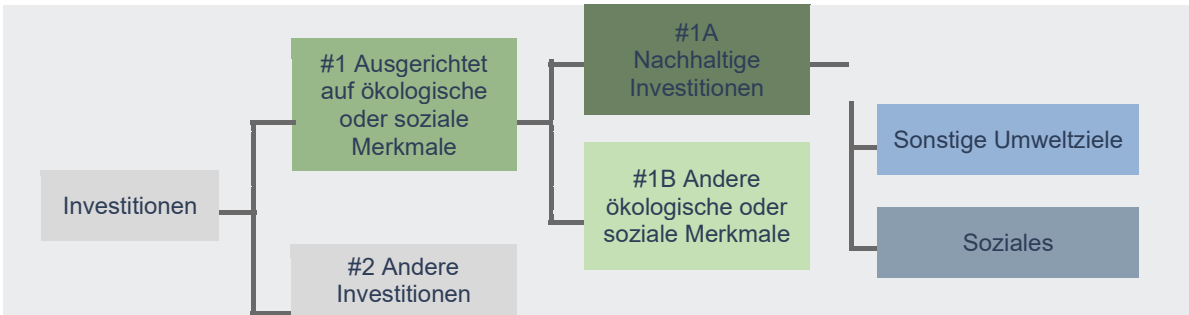 Investitionen
#1 Ausgerichtet
auf ökologische
oder soziale
Merkmale
#2 Andere
Investitionen
#1A
Nachhaltige
Investitionen
#1B Andere
ökologische oder
soziale Merkmale
Sonstige Umweltziele
Soziales